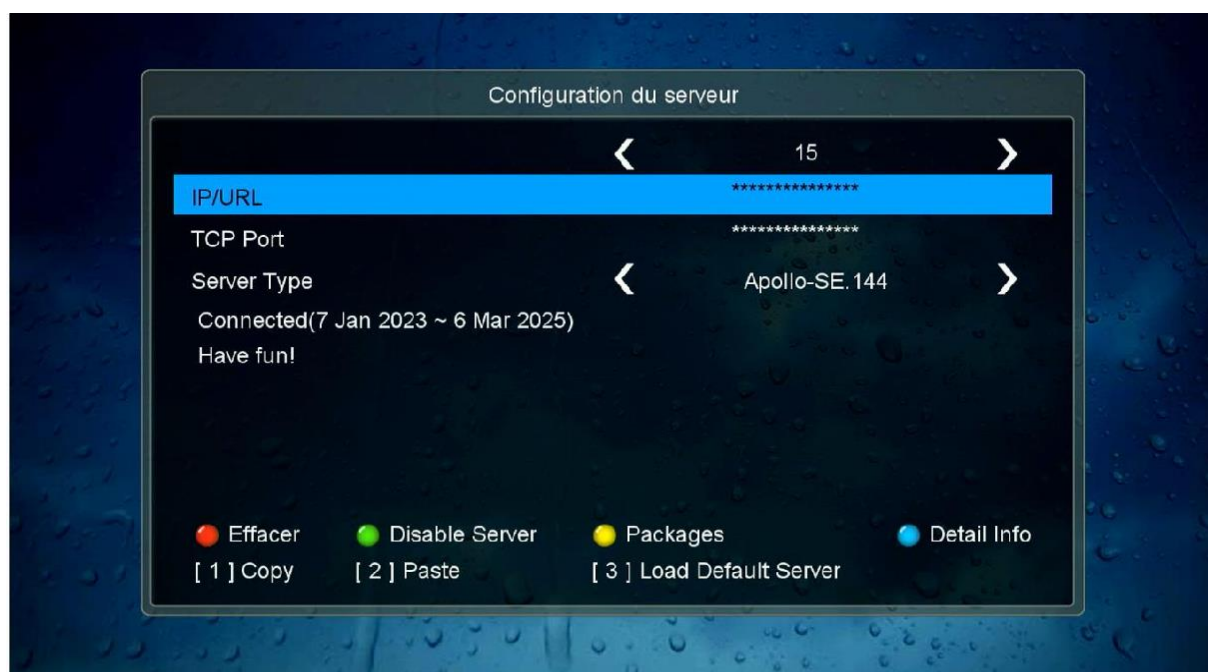 Configuration du serveur
15
IP/URL ***************
TCP Port ***************
Server Type Apollo-SE.144
Connected(7 Jan 2023 ~ 6 Mar 2025)
Have fun!
Effacer Disable Server Packages Detail Info
[ 1 ] Copy [ 2 ] Paste [ 3 ] Load Default Server